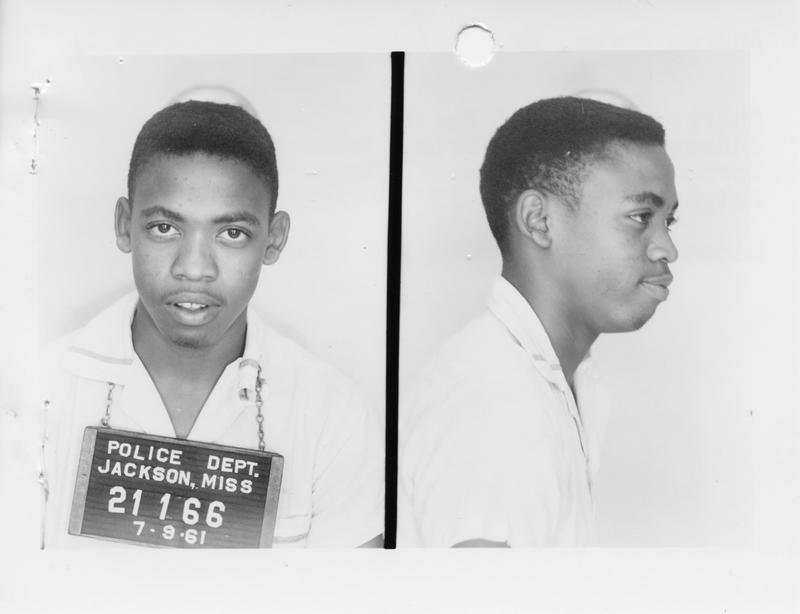 POLICE DEPT.
JACKSON, MISS
21166
7-9-61